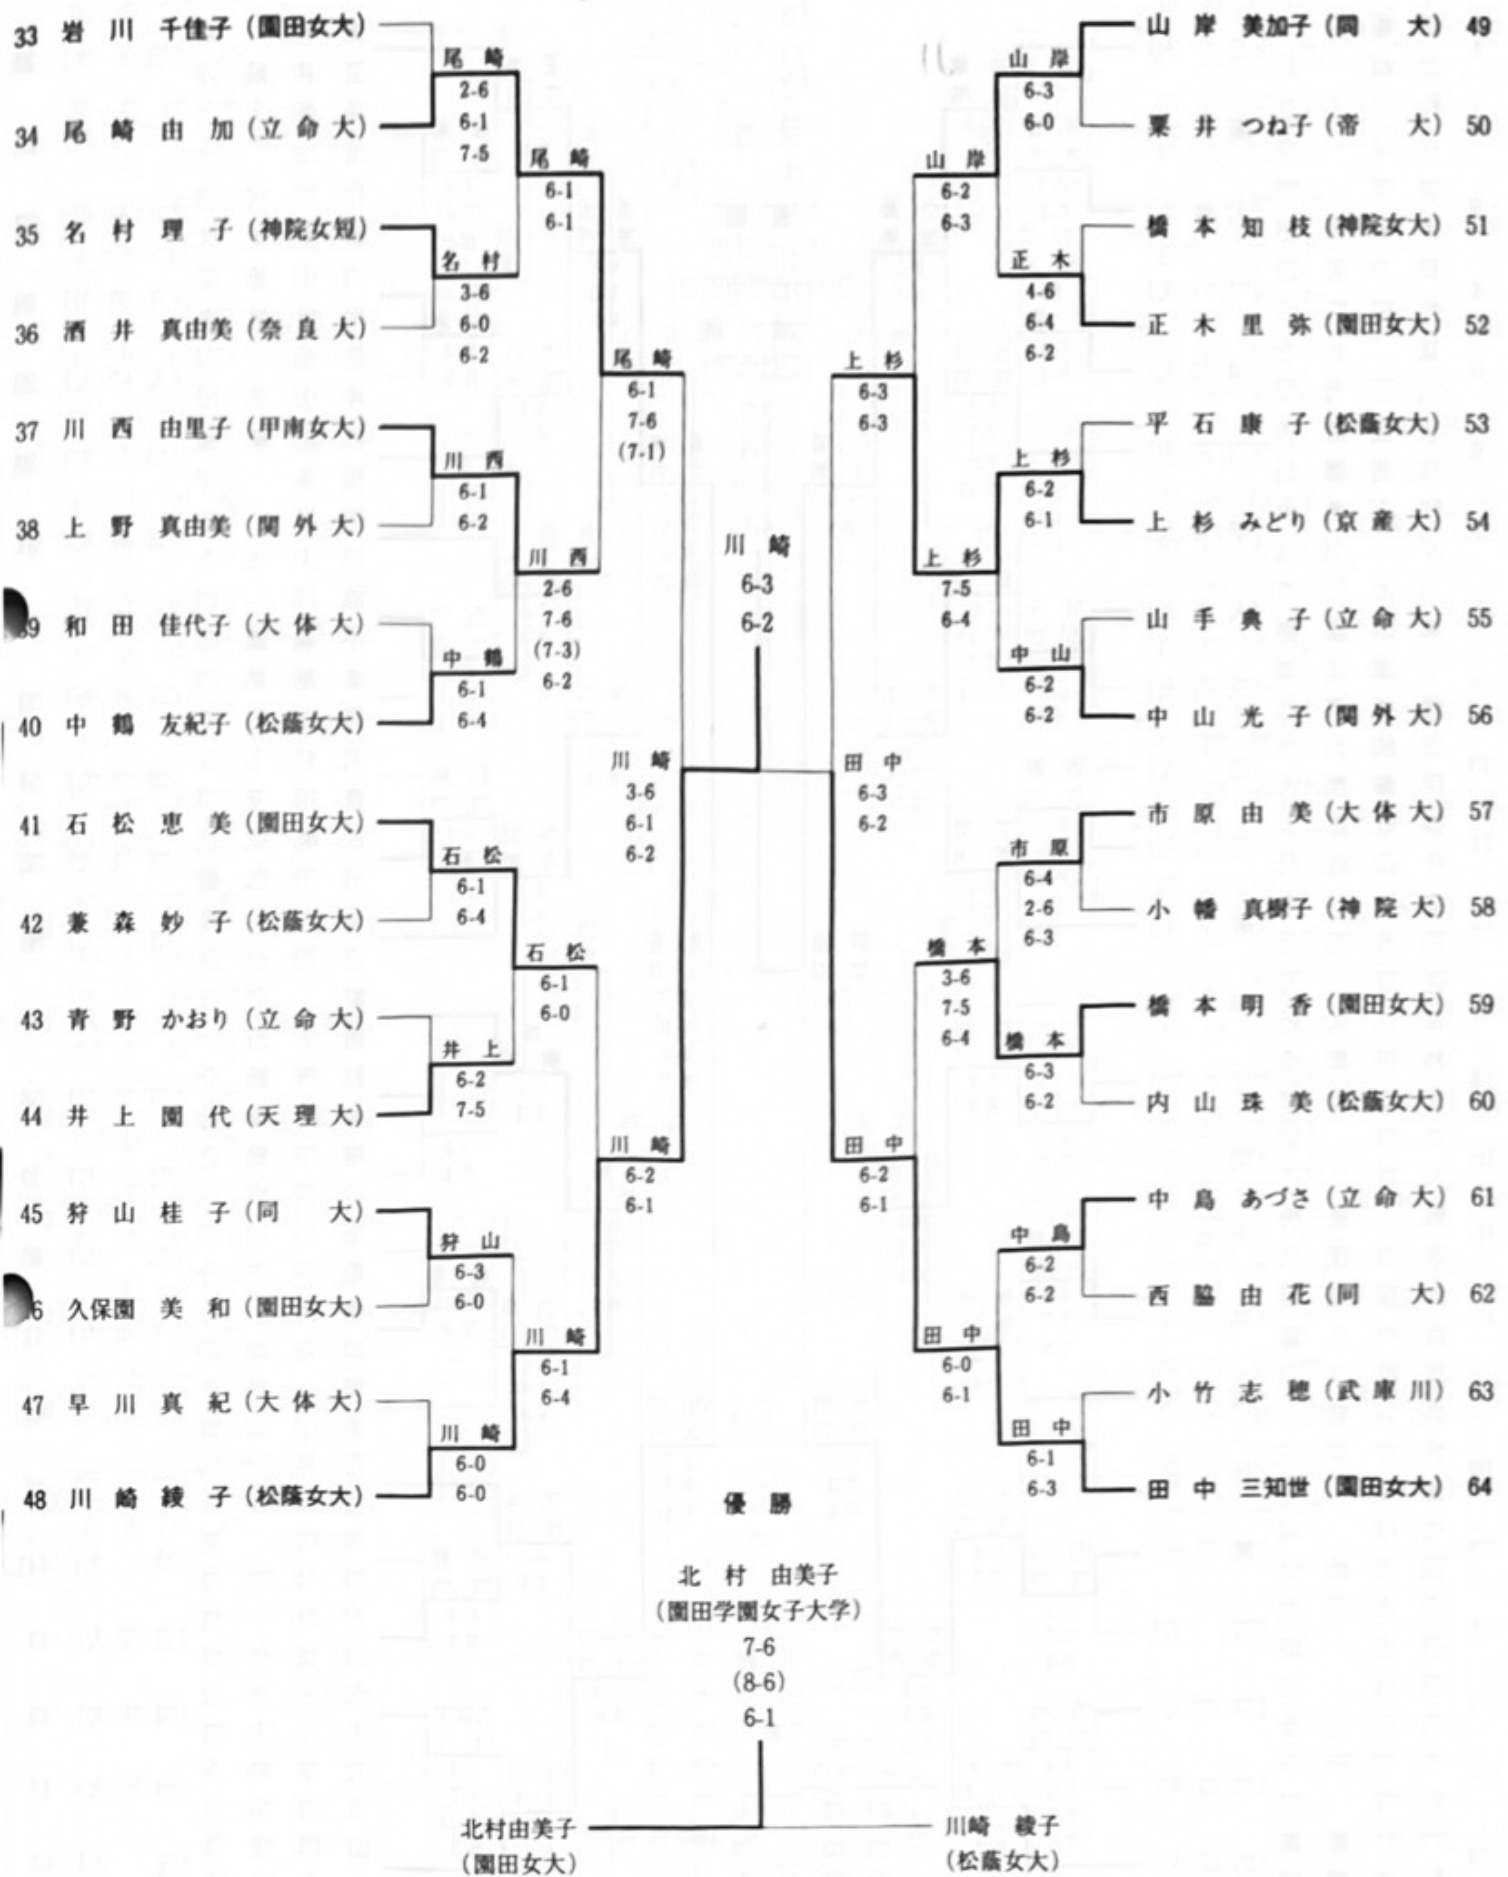 33 岩川 千佳子 (園田女大)
34 尾崎 由加 (立命大)
35 名村 理子 (神院女短)
36 酒井 真由美 (奈良大)
37 川西 由里子 (甲南女大)
38 上野 真由美 (関外大)
39 和田 佳代子 (大体大)
40 中鶴 友紀子 (松蔭女大)
41 石松 恵美 (園田女大)
42 兼森 妙子 (松蔭女大)
43 青野 かおり (立命大)
44 井上 園代 (天理大)
45 狩山 桂子 (同大)
46 久保園 美和 (園田女大)
47 早川 真紀 (大体大)
48 川崎 綾子 (松蔭女大)
尾崎
2-6
6-1
7-5
名村
3-6
6-0
6-2
川西
6-1
6-2
中鶴
6-1
6-4
石松
6-1
6-4
井上
6-2
7-5
狩山
6-3
6-0
川崎
6-0
6-0
尾崎
6-1
6-1
川西
2-6
7-6
(7-3)
6-2
石松
6-1
6-0
川崎
6-1
6-4
尾崎
6-1
7-6
(7-1)
川崎
6-2
6-1
川崎
3-6
6-1
6-2
川崎
6-3
6-2
田中
6-3
6-2
上杉
6-3
6-3
田中
6-2
6-1
山岸
6-2
6-3
上杉
7-5
6-4
橋本
3-6
7-5
6-4
田中
6-0
6-1
山岸
6-3
6-0
正木
4-6
6-4
6-2
上杉
6-2
6-1
中山
6-2
6-2
市原
6-4
2-6
6-3
橋本
6-3
6-2
中島
6-2
6-2
田中
6-1
6-3
山岸 美加子 (同大) 49
粟井 つね子 (帝大) 50
橋本 知枝 (神院女大) 51
正木 里弥 (園田女大) 52
平石 康子 (松蔭女大) 53
上杉 みどり (京産大) 54
山手 典子 (立命大) 55
中山 光子 (関外大) 56
市原 由美 (大体大) 57
小幡 真樹子 (神院大) 58
橋本 明香 (園田女大) 59
内山 珠美 (松蔭女大) 60
中島 あづさ (立命大) 61
西脇 由花 (同大) 62
小竹 志穂 (武庫川) 63
田中 三知世 (園田女大) 64
優勝
北村 由美子
(園田学園女子大学)
7-6
(8-6)
6-1
北村由美子
(園田女大)
川崎 綾子
(松蔭女大)